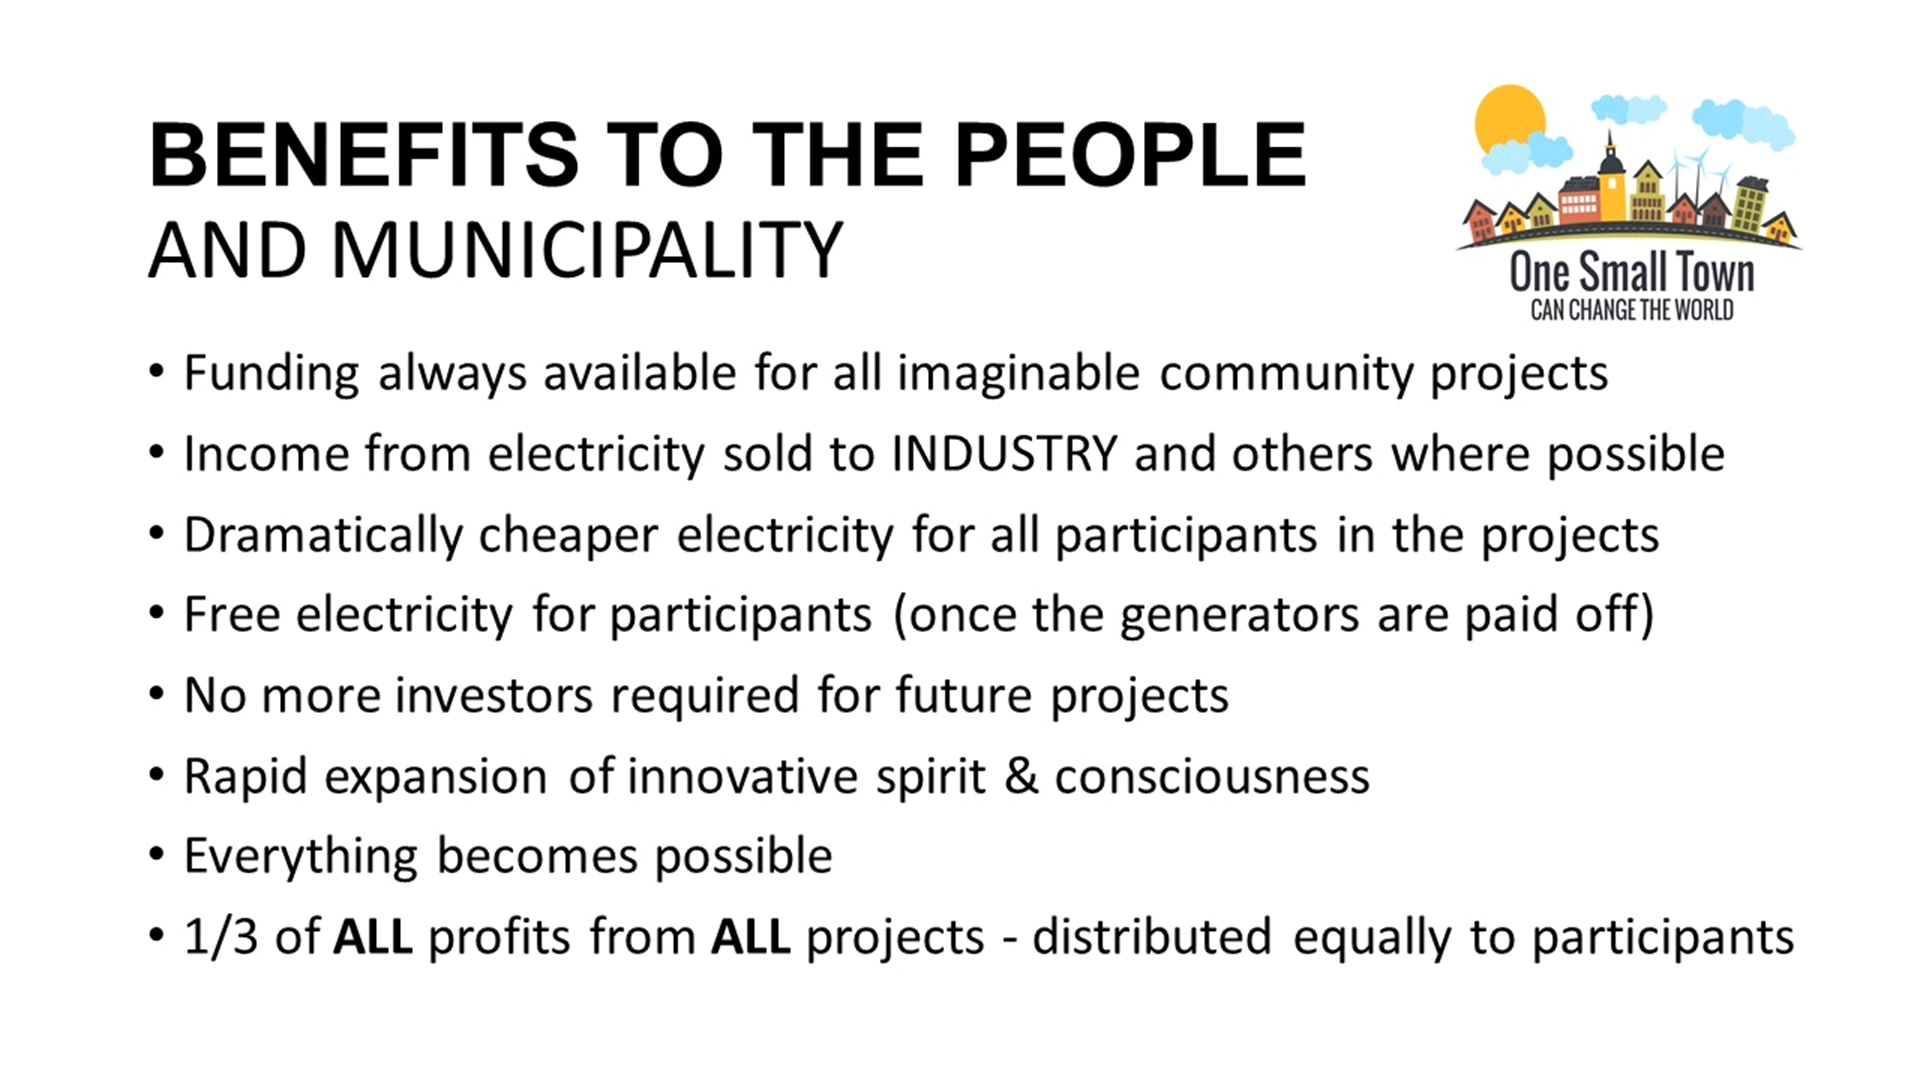 BENEFITS TO THE PEOPLE
AND MUNICIPALITY
One Small Town
CAN CHANGE THE WORLD
• Funding always available for all imaginable community projects
• Income from electricity sold to INDUSTRY and others where possible
• Dramatically cheaper electricity for all participants in the projects
• Free electricity for participants (once the generators are paid off)
• No more investors required for future projects
• Rapid expansion of innovative spirit & consciousness
• Everything becomes possible
• 1/3 of ALL profits from ALL projects - distributed equally to participants